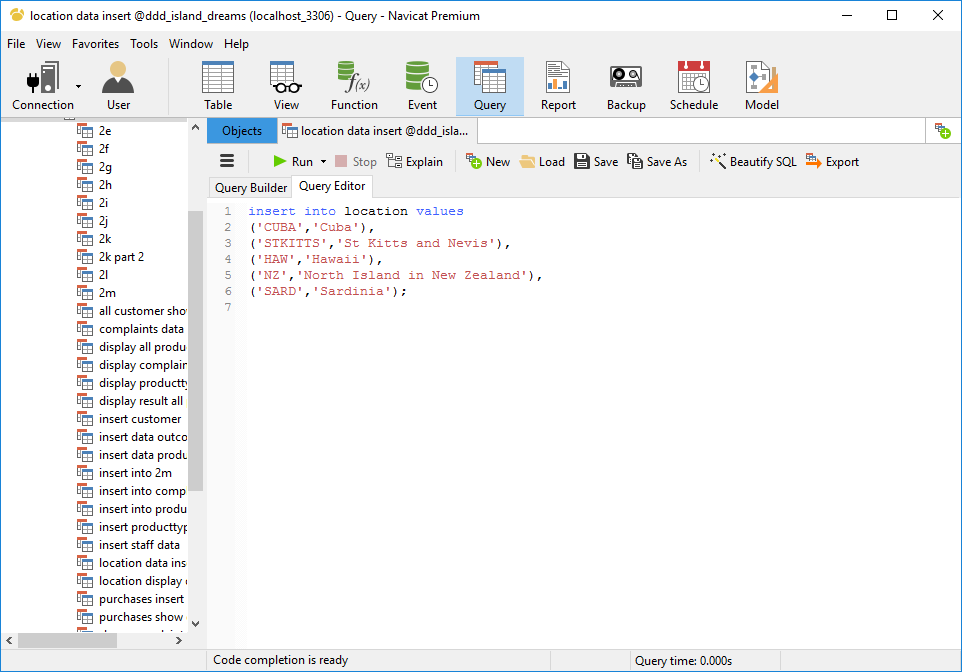 location data insert @ddd_island_dreams (localhost_3306) - Query - Navicat Premium
File View Favorites Tools Window Help
Connection User Table View Function Event Query Report Backup Schedule Model
Objects location data insert @ddd_isla...
Run Stop Explain New Load Save Save As Beautify SQL Export
Query Builder Query Editor
2e
2f
2g
2h
2i
2j
2k
2k part 2
2l
2m
all customer sho
complaints data
display all produ
display complain
display productty
display result all
insert customer
insert data outco
insert data produ
insert into 2m
insert into comp
insert into produ
insert producttyp
insert staff data
location data ins
location display
purchases insert
purchases show
1 insert into location values
2 ('CUBA','Cuba'),
3 ('STKITTS','St Kitts and Nevis'),
4 ('HAW','Hawaii'),
5 ('NZ','North Island in New Zealand'),
6 ('SARD','Sardinia');
7
Code completion is ready Query time: 0.000s